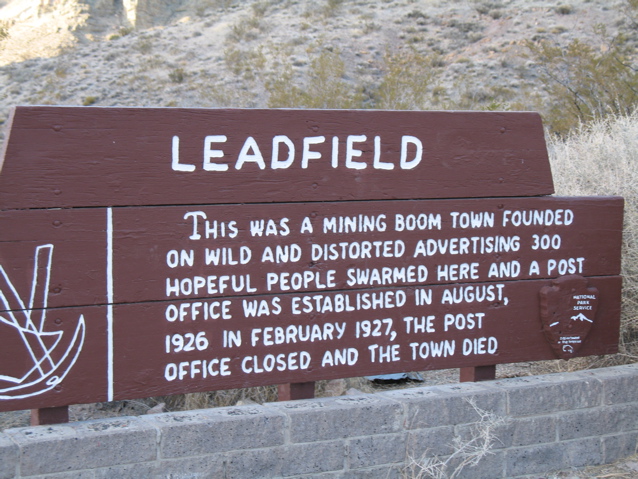 LEADFIELD
THIS WAS A MINING BOOM TOWN FOUNDED
ON WILD AND DISTORTED ADVERTISING 300
HOPEFUL PEOPLE SWARMED HERE AND A POST
OFFICE WAS ESTABLISHED IN AUGUST,
1926 IN FEBRUARY 1927, THE POST
OFFICE CLOSED AND THE TOWN DIED
NATIONAL
PARK
SERVICE